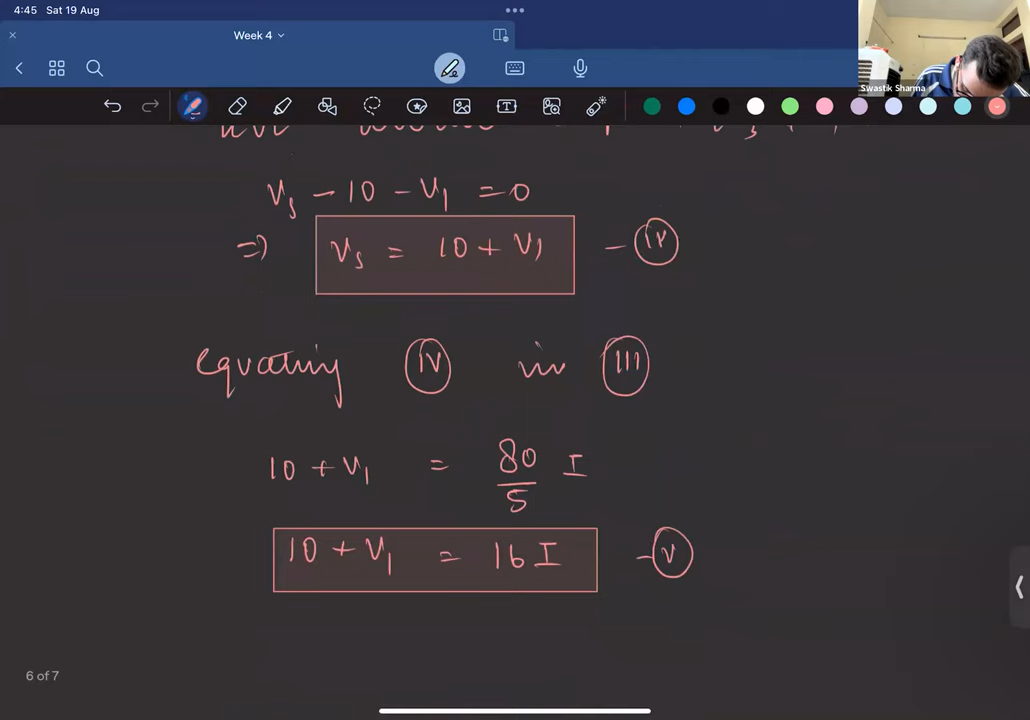 4:45 Sat 19 Aug
Week 4
Swastik Sharma
Vs - 10 - V1 = 0
=> Vs = 10 + V1 - IV
equating IV in III
10 + V1 = 80/5 I
10 + V1 = 16 I - V
6 of 7